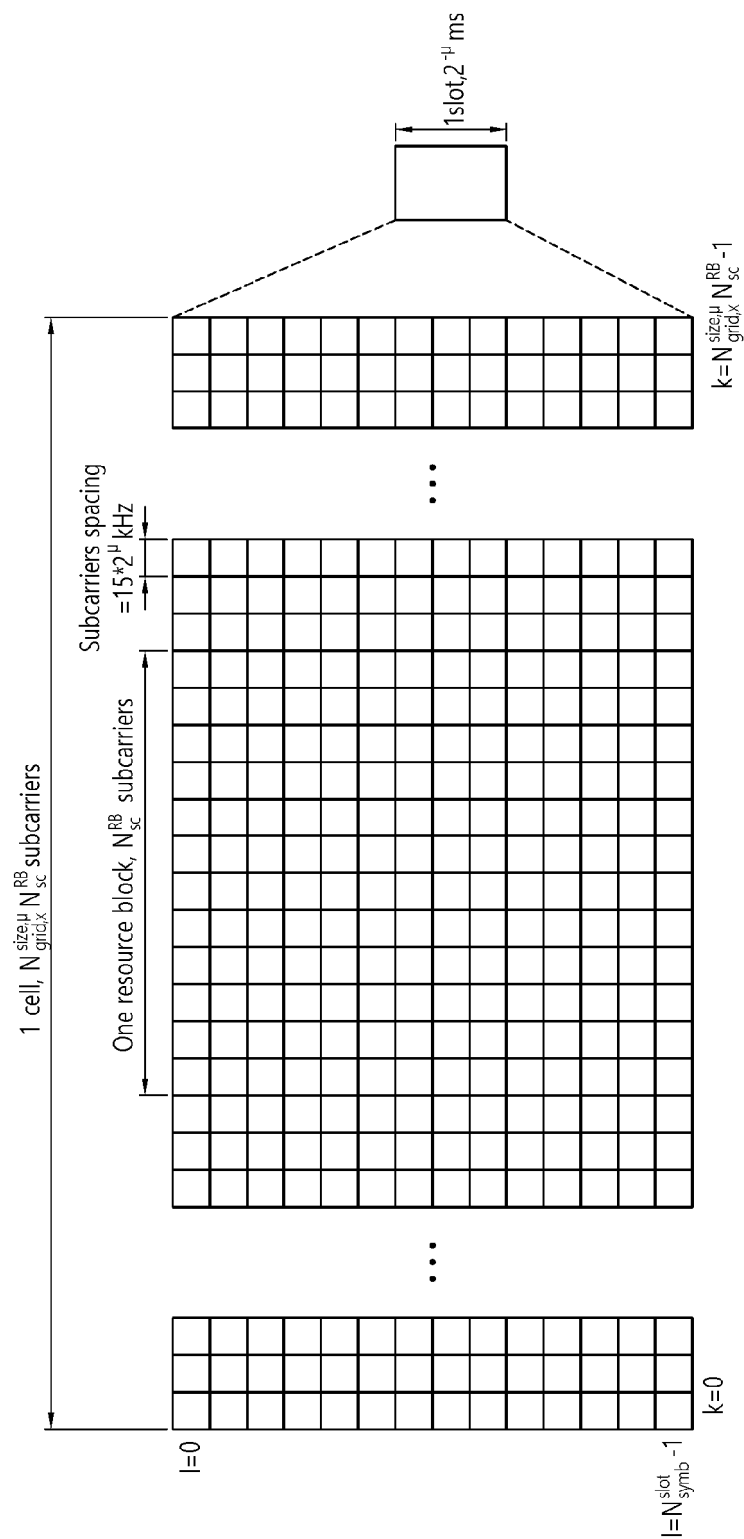 1 cell, N^{size,μ}_{grid,x} N^{RB}_{sc} subcarriers
One resource block, N^{RB}_{sc} subcarriers
Subcarriers spacing
=15*2^{μ} kHz
l=0
l=N^{slot}_{symb}-1
k=0
k=N^{size,μ}_{grid,x} N^{RB}_{sc} -1
1slot,2^{-μ} ms